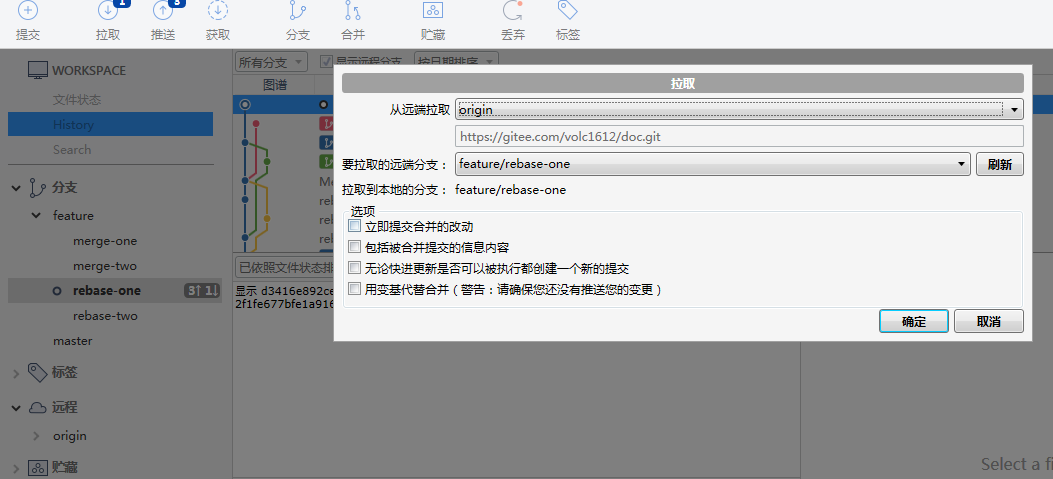 1 3
提交 拉取 推送 获取 分支 合并 贮藏 丢弃 标签
WORKSPACE
文件状态
History
Search
分支
feature
merge-one
merge-two
rebase-one 3↑ 1↓
rebase-two
master
标签
远程
origin
贮藏
所有分支 显示远程分支 按日期排序
图谱
Me
reb
reb
reb
已依照文件状态排
显示 d3416e892ce
2f1fe677bfe1a916
拉取
从远端拉取 origin
https://gitee.com/volc1612/doc.git
要拉取的远端分支： feature/rebase-one 刷新
拉取到本地的分支： feature/rebase-one
选项
立即提交合并的改动
包括被合并提交的信息内容
无论快进更新是否可以被执行都创建一个新的提交
用变基代替合并（警告：请确保您还没有推送您的变更）
确定 取消
Select a fi